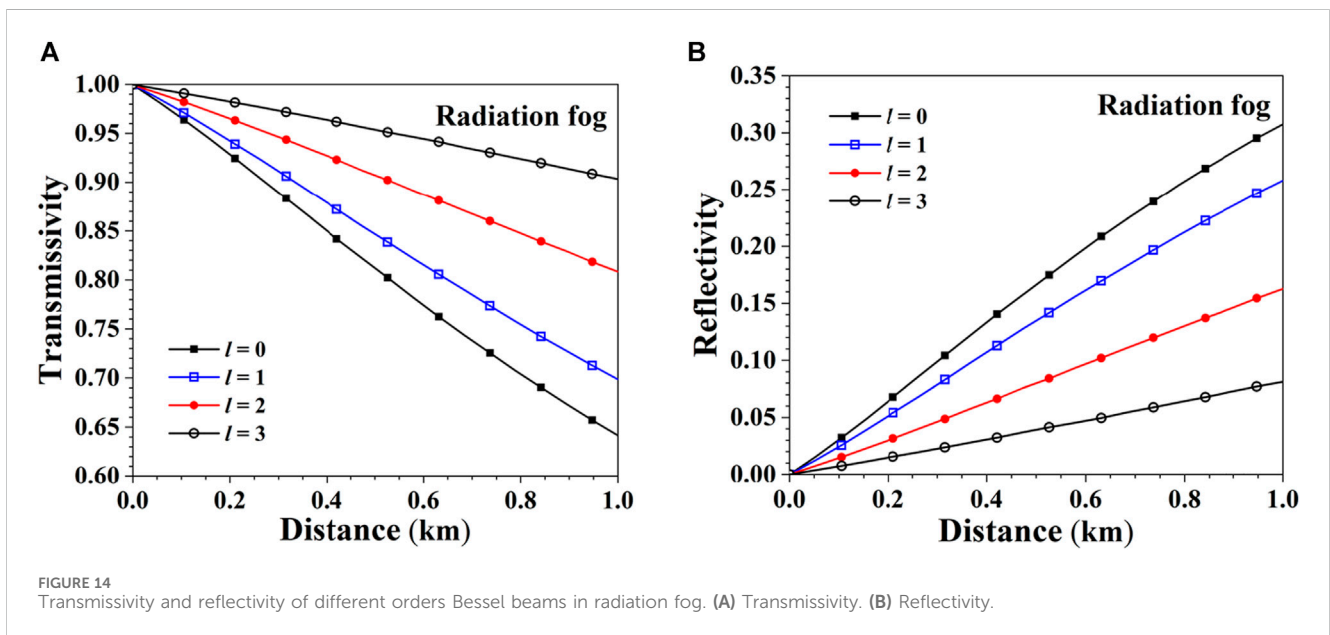 A
1.00
0.95
0.90
0.85
0.80
0.75
0.70
0.65
0.60
Transmissivity
Radiation fog
l = 0
l = 1
l = 2
l = 3
0.0 0.2 0.4 0.6 0.8 1.0
Distance (km)
B
0.35
0.30
0.25
0.20
0.15
0.10
0.05
0.00
Reflectivity
Radiation fog
l = 0
l = 1
l = 2
l = 3
0.0 0.2 0.4 0.6 0.8 1.0
Distance (km)
FIGURE 14
Transmissivity and reflectivity of different orders Bessel beams in radiation fog. (A) Transmissivity. (B) Reflectivity.